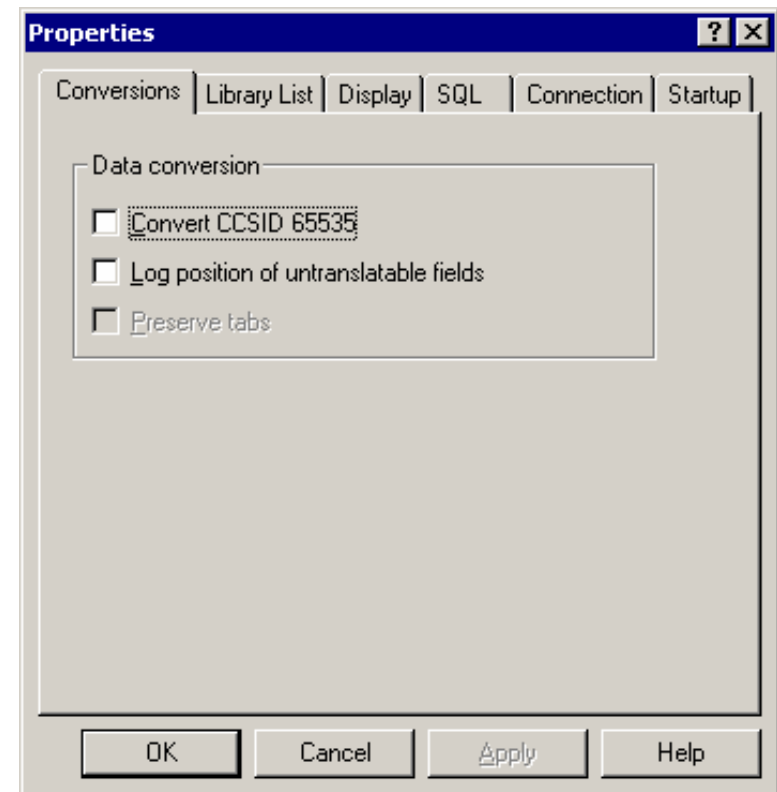 Properties
Conversions Library List Display SQL Connection Startup
Data conversion
Convert CCSID 65535
Log position of untranslatable fields
Preserve tabs
OK Cancel Apply Help